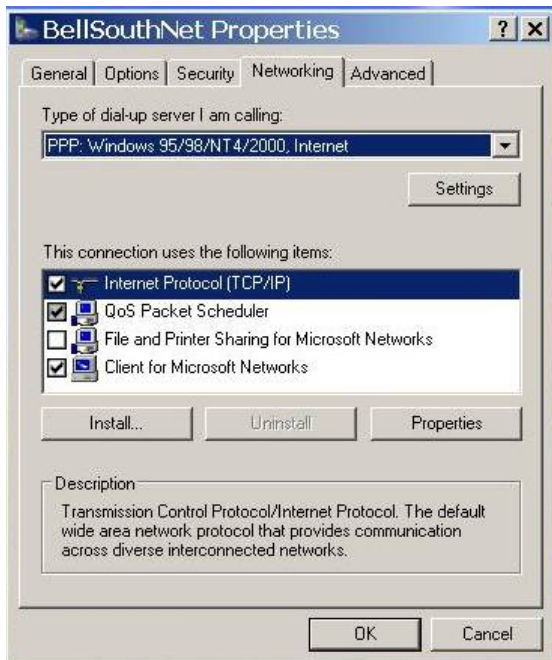 BellSouthNet Properties
General Options Security Networking Advanced
Type of dial-up server I am calling:
PPP: Windows 95/98/NT4/2000, Internet
Settings
This connection uses the following items:
Internet Protocol (TCP/IP)
QoS Packet Scheduler
File and Printer Sharing for Microsoft Networks
Client for Microsoft Networks
Install... Uninstall Properties
Description
Transmission Control Protocol/Internet Protocol. The default
wide area network protocol that provides communication
across diverse interconnected networks.
OK Cancel